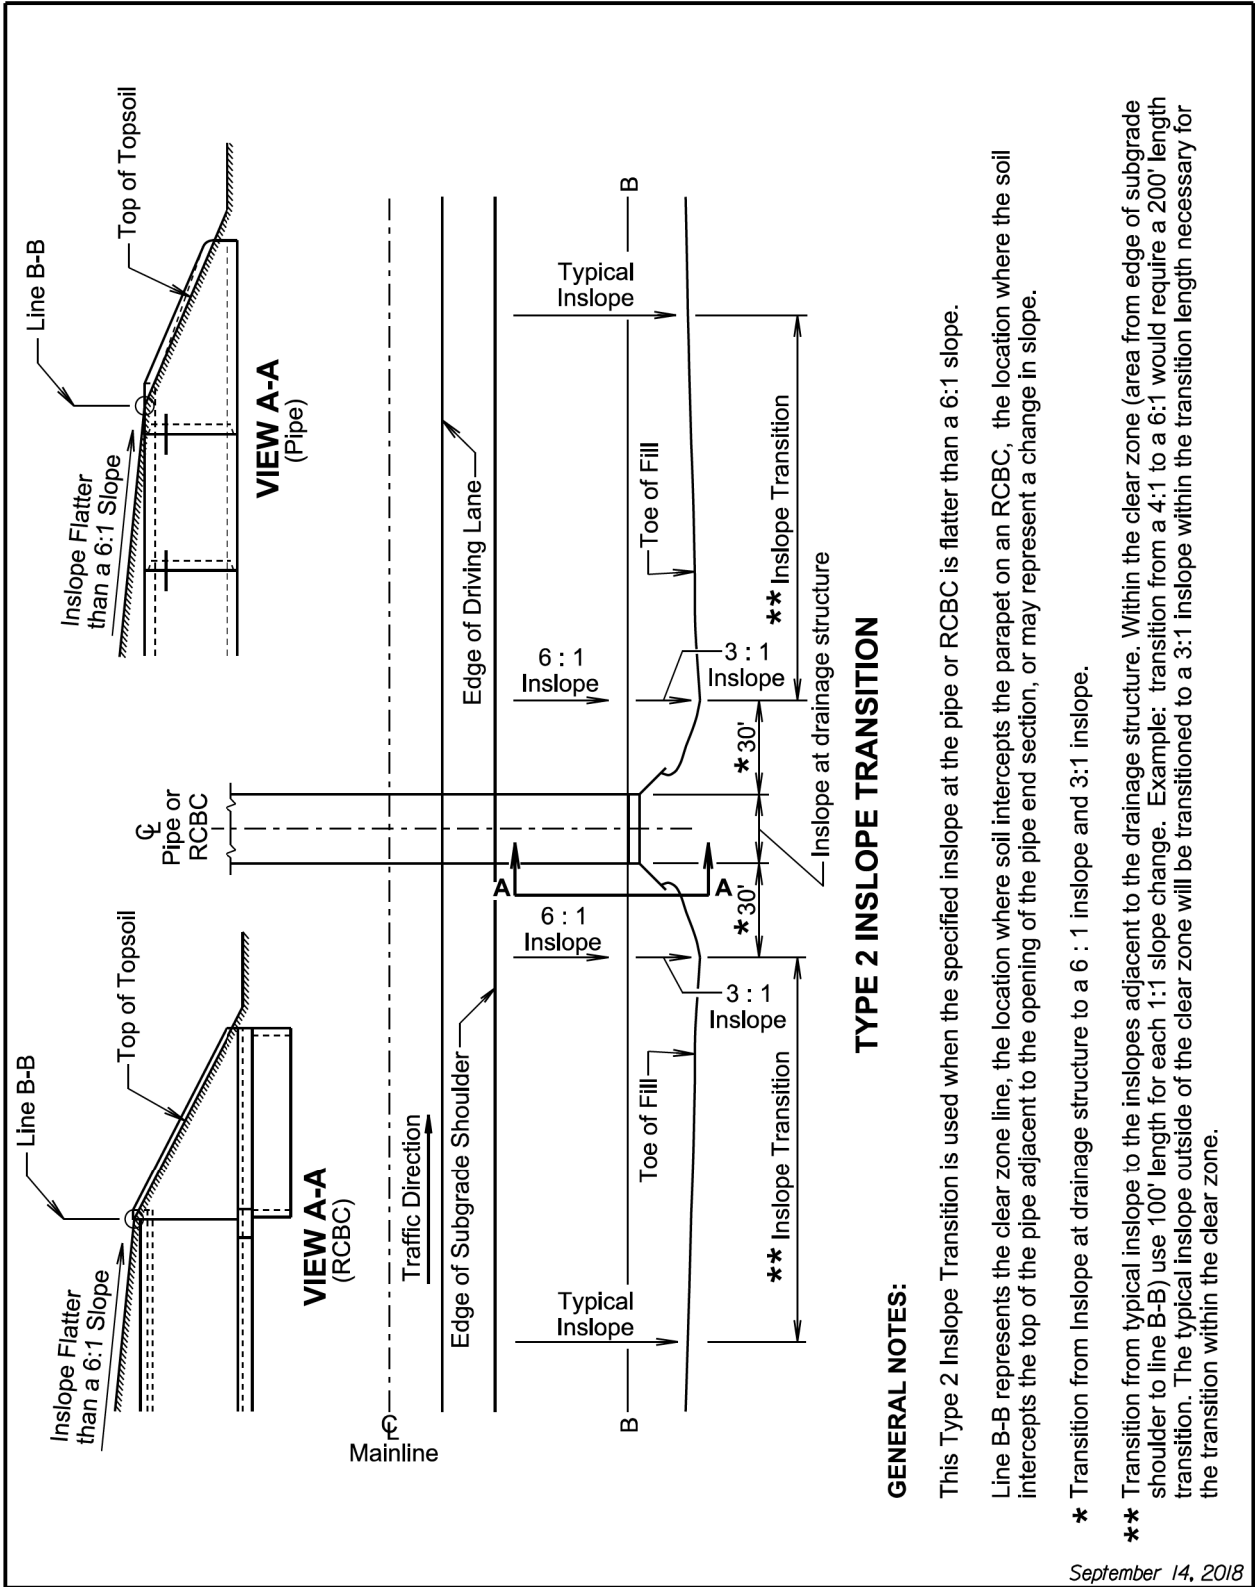 Line B-B
Top of Topsoil
Inslope Flatter
than a 6:1 Slope
VIEW A-A
(RCBC)
Line B-B
Top of Topsoil
Inslope Flatter
than a 6:1 Slope
VIEW A-A
(Pipe)
℄
Pipe or
RCBC
℄
Mainline
Traffic Direction
Edge of Driving Lane
Edge of Subgrade Shoulder
B
B
Typical
Inslope
6 : 1
Inslope
A
A
6 : 1
Inslope
Typical
Inslope
Toe of Fill
3 : 1
Inslope
3 : 1
Inslope
Toe of Fill
** Inslope Transition
*30'
*30'
** Inslope Transition
Inslope at drainage structure
TYPE 2 INSLOPE TRANSITION
GENERAL NOTES:
This Type 2 Inslope Transition is used when the specified inslope at the pipe or RCBC is flatter than a 6:1 slope.
Line B-B represents the clear zone line, the location where soil intercepts the parapet on an RCBC, the location where the soil
intercepts the top of the pipe adjacent to the opening of the pipe end section, or may represent a change in slope.
* Transition from Inslope at drainage structure to a 6 : 1 inslope and 3:1 inslope.
** Transition from typical inslope to the inslopes adjacent to the drainage structure. Within the clear zone (area from edge of subgrade
shoulder to line B-B) use 100' length for each 1:1 slope change. Example: transition from a 4:1 to a 6:1 would require a 200' length
transition. The typical inslope outside of the clear zone will be transitioned to a 3:1 inslope within the transition length necessary for
the transition within the clear zone.
September 14, 2018